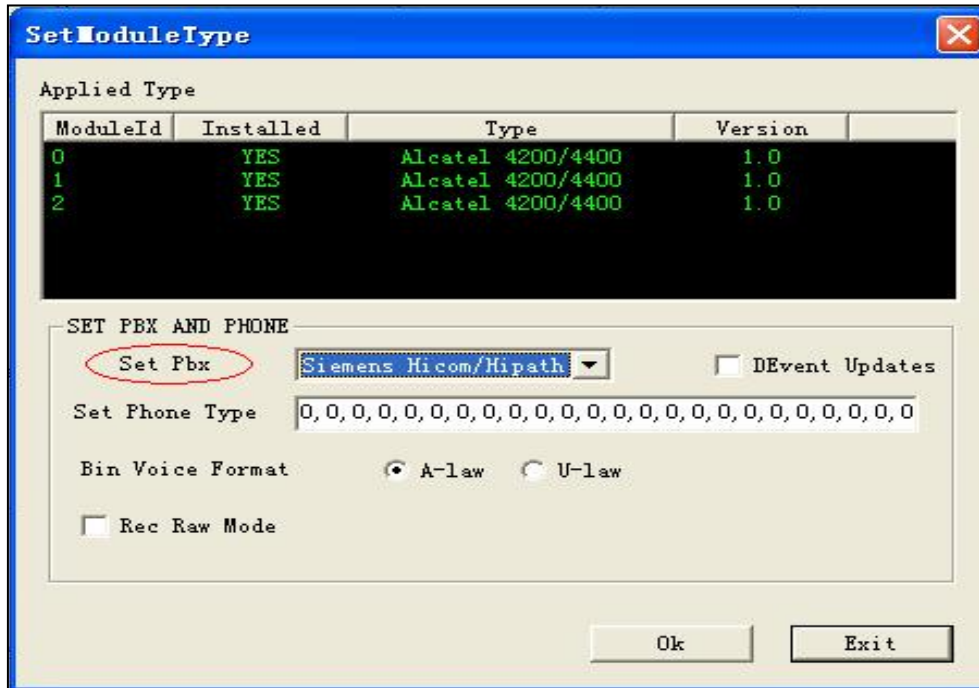 SetModuleType
Applied Type
ModuleId Installed Type Version
0 YES Alcatel 4200/4400 1.0
1 YES Alcatel 4200/4400 1.0
2 YES Alcatel 4200/4400 1.0
SET PBX AND PHONE
Set Pbx Siemens Hicom/Hipath DEvent Updates
Set Phone Type 0,0,0,0,0,0,0,0,0,0,0,0,0,0,0,0,0,0,0,0,0,0,0,0
Bin Voice Format A-law U-law
Rec Raw Mode
Ok Exit